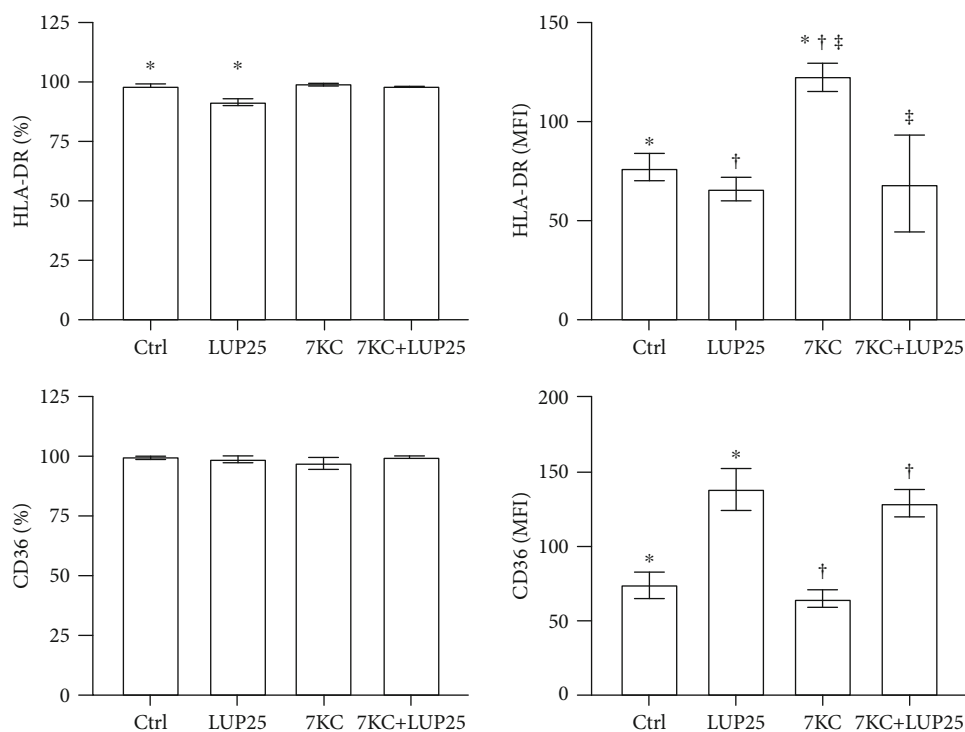 HLA-DR (%)
125
100
75
50
25
0
* *
Ctrl LUP25 7KC 7KC+LUP25
HLA-DR (MFI)
150
100
50
0
* † * † ‡ ‡
Ctrl LUP25 7KC 7KC+LUP25
CD36 (%)
125
100
75
50
25
0
Ctrl LUP25 7KC 7KC+LUP25
CD36 (MFI)
200
150
100
50
0
* * † †
Ctrl LUP25 7KC 7KC+LUP25